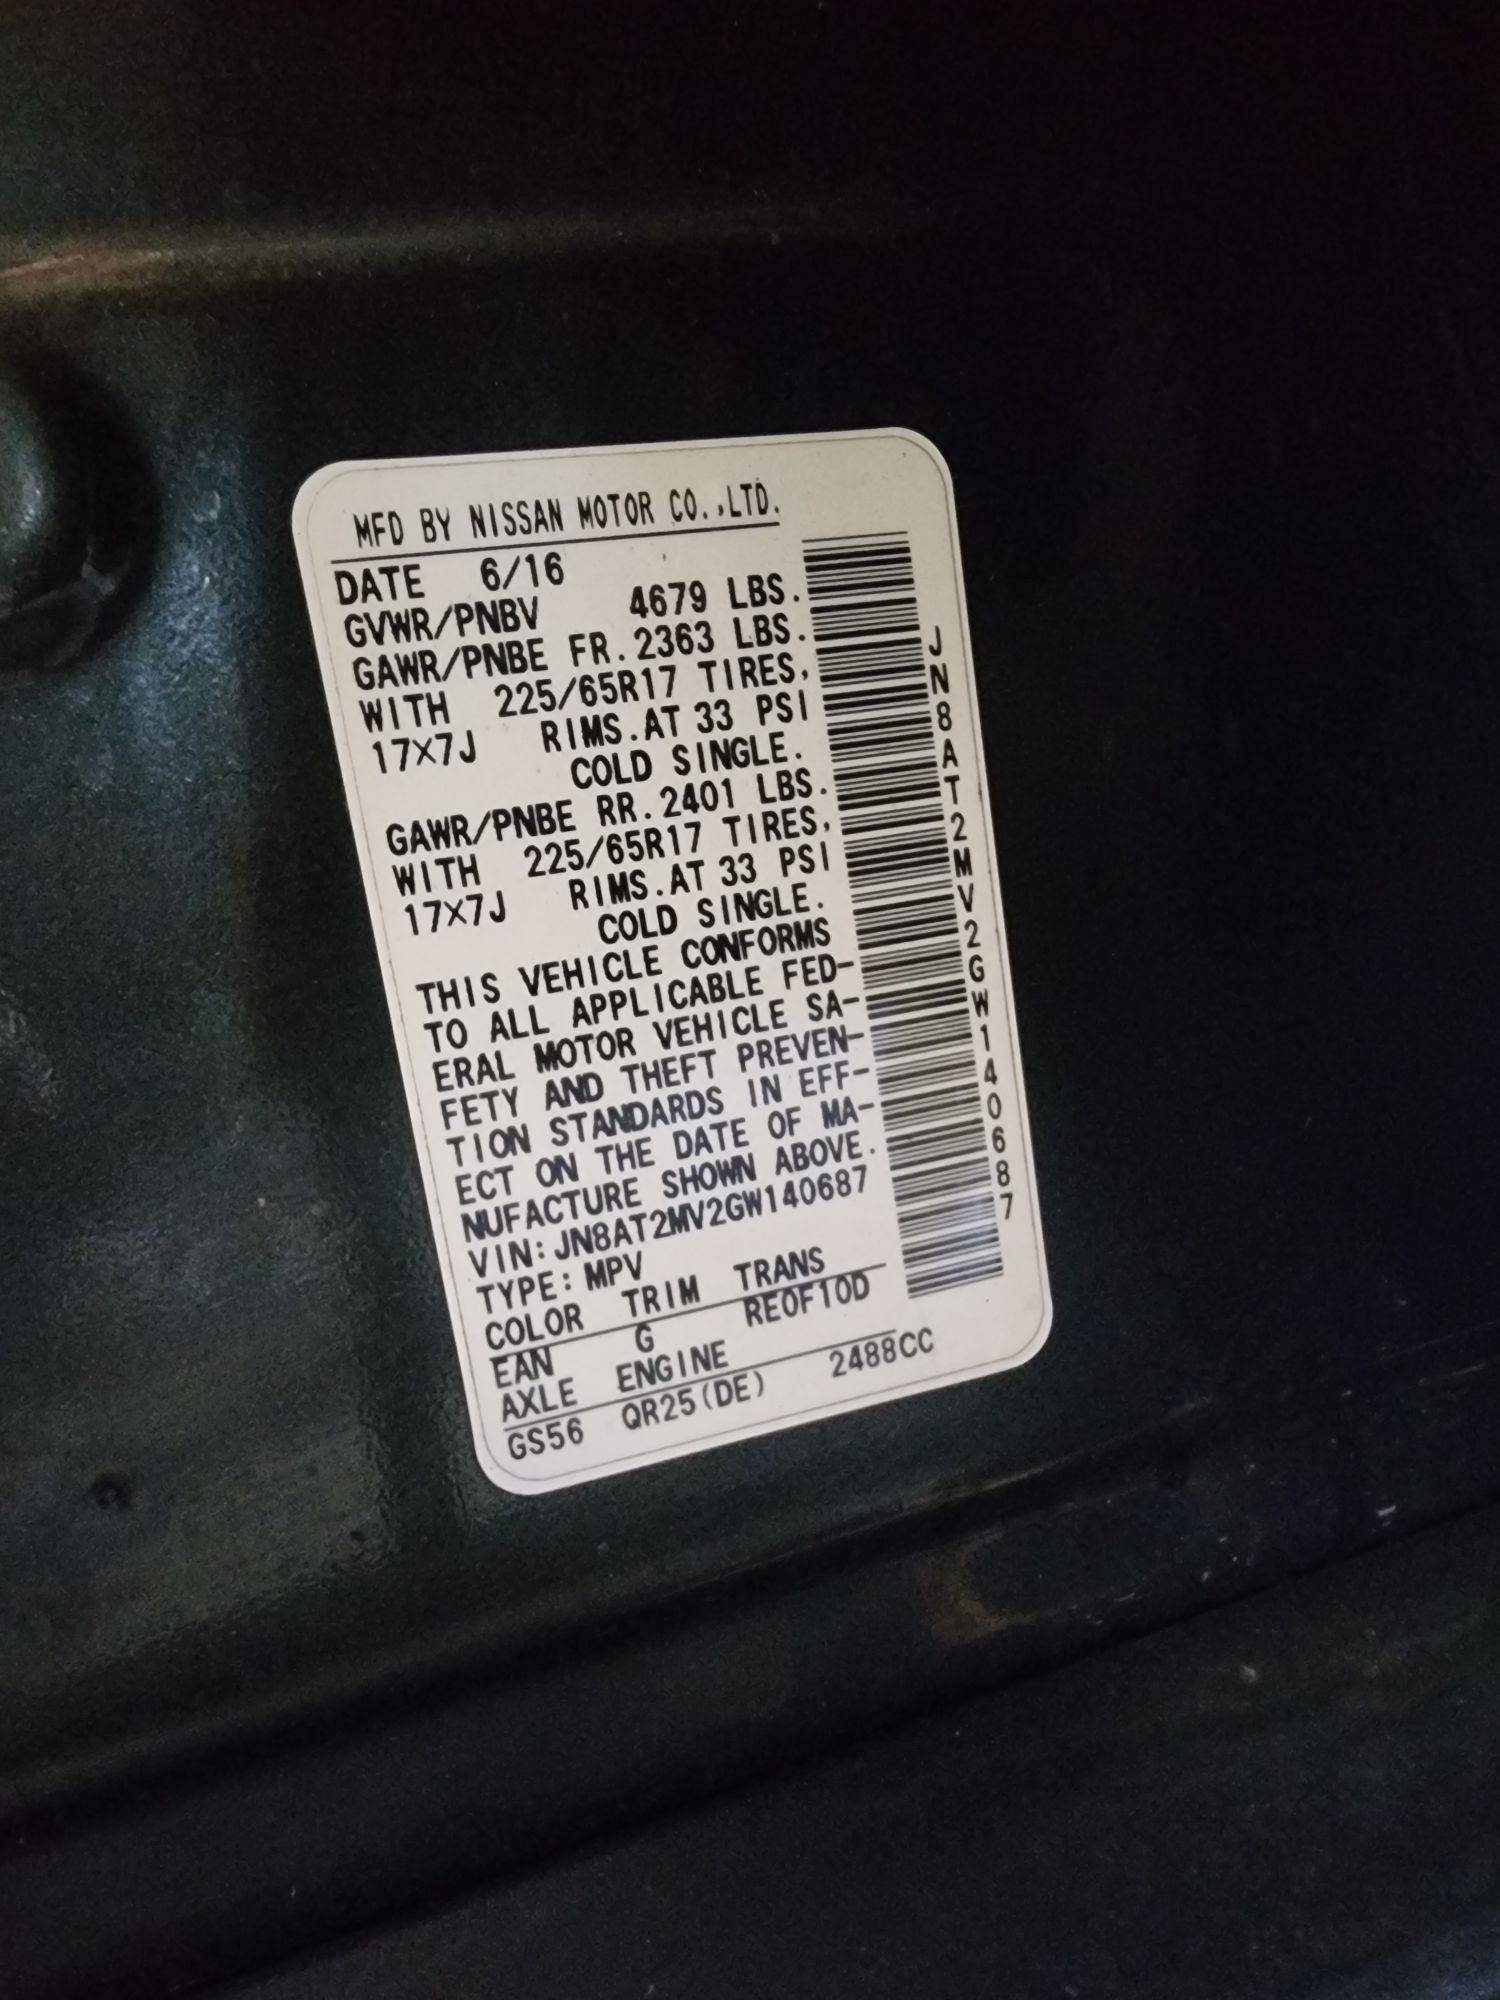 MFD BY NISSAN MOTOR CO.,LTD.
DATE 6/16
GVWR/PNBV 4679 LBS.
GAWR/PNBE FR.2363 LBS.
WITH 225/65R17 TIRES,
17X7J RIMS.AT 33 PSI
COLD SINGLE.
GAWR/PNBE RR.2401 LBS.
WITH 225/65R17 TIRES,
17X7J RIMS.AT 33 PSI
COLD SINGLE.
THIS VEHICLE CONFORMS
TO ALL APPLICABLE FED-
ERAL MOTOR VEHICLE SA-
FETY AND THEFT PREVEN-
TION STANDARDS IN EFF-
ECT ON THE DATE OF MA-
NUFACTURE SHOWN ABOVE.
VIN:JN8AT2MV2GW140687
TYPE:MPV
COLOR TRIM TRANS
EAN G RE0F10D
AXLE ENGINE
GS56 QR25(DE) 2488CC
JN8AT2MV2GW140687